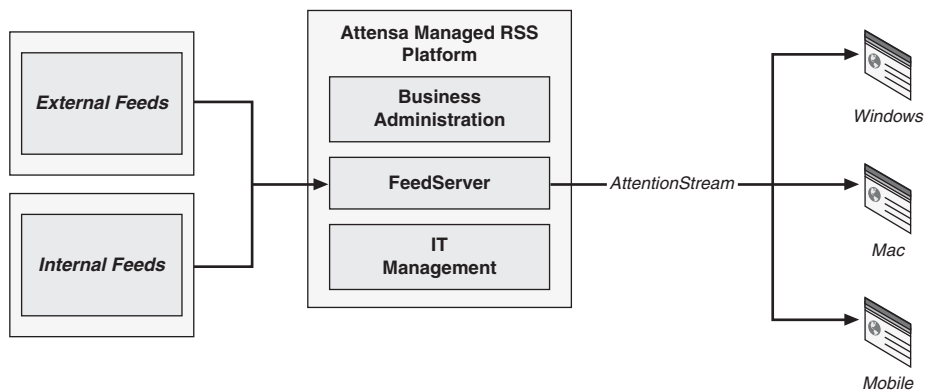 External Feeds
Internal Feeds
Attensa Managed RSS
Platform
Business
Administration
FeedServer
IT
Management
AttentionStream
Windows
Mac
Mobile